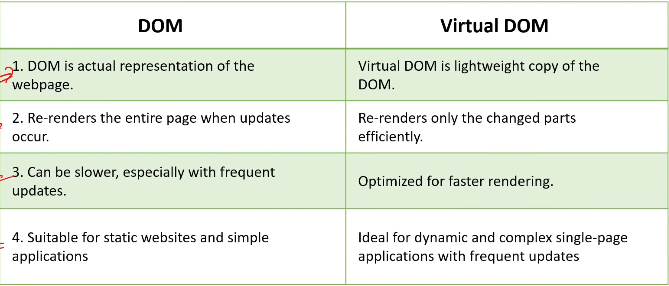 DOM
Virtual DOM
1. DOM is actual representation of the
webpage.
Virtual DOM is lightweight copy of the
DOM.
2. Re-renders the entire page when updates
occur.
Re-renders only the changed parts
efficiently.
3. Can be slower, especially with frequent
updates.
Optimized for faster rendering.
4. Suitable for static websites and simple
applications
Ideal for dynamic and complex single-page
applications with frequent updates